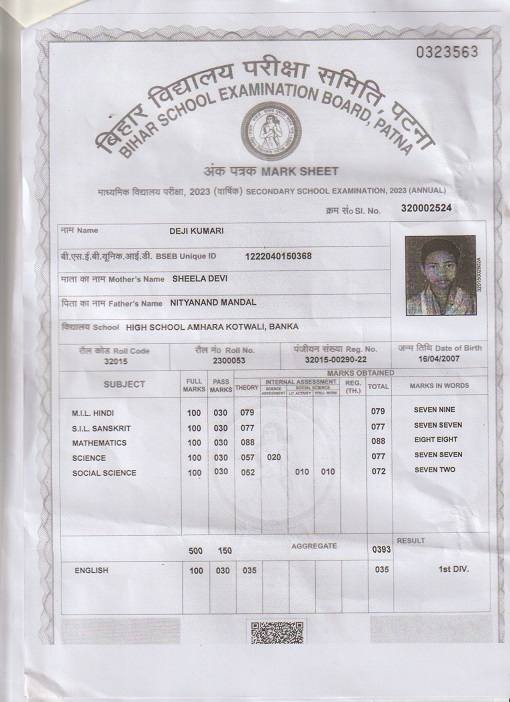 0323563
बिहार विद्यालय परीक्षा समिति, पटना
BIHAR SCHOOL EXAMINATION BOARD, PATNA
अंक पत्रक MARK SHEET
माध्यमिक विद्यालय परीक्षा, 2023 (वार्षिक) SECONDARY SCHOOL EXAMINATION, 2023 (ANNUAL)
क्रम सं० Sl. No. 320002524
नाम Name DEJI KUMARI
बी.एस.ई.बी.यूनिक.आई.डी. BSEB Unique ID 1222040150368
माता का नाम Mother's Name SHEELA DEVI
पिता का नाम Father's Name NITYANAND MANDAL
विद्यालय School HIGH SCHOOL AMHARA KOTWALI, BANKA
रौल कोड Roll Code रौल नं० Roll No. पंजीयन संख्या Reg. No. जन्म तिथि Date of Birth
32015 2300053 32015-00290-22 16/04/2007
MARKS OBTAINED
SUBJECT FULL MARKS PASS MARKS THEORY INTERNAL ASSESSMENT REG. (TH.) TOTAL MARKS IN WORDS
SCIENCE SOCIAL SCIENCE
M.I.L. HINDI 100 030 079 079 SEVEN NINE
S.I.L. SANSKRIT 100 030 077 077 SEVEN SEVEN
MATHEMATICS 100 030 088 088 EIGHT EIGHT
SCIENCE 100 030 057 020 077 SEVEN SEVEN
SOCIAL SCIENCE 100 030 052 010 010 072 SEVEN TWO
500 150 AGGREGATE 0393 RESULT
ENGLISH 100 030 035 035 1st DIV.